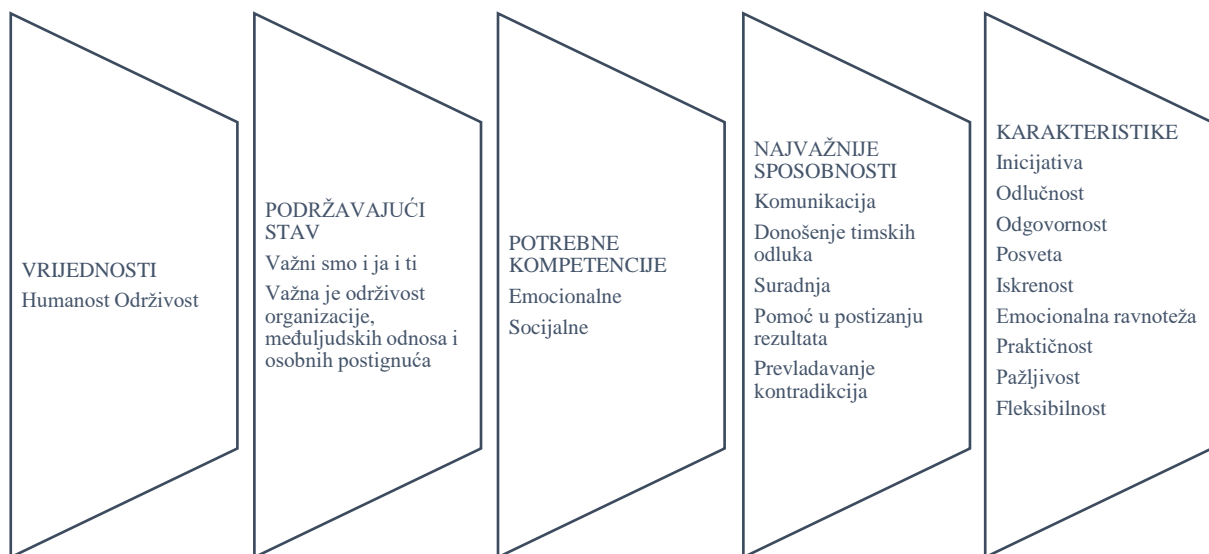 VRIJEDNOSTI
Humanost Održivost
PODRŽAVAJUĆI
STAV
Važni smo i ja i ti
Važna je održivost
organizacije,
međuljudskih odnosa i
osobnih postignuća
POTREBNE
KOMPETENCIJE
Emocionalne
Socijalne
NAJVAŽNIJE
SPOSOBNOSTI
Komunikacija
Donošenje timskih
odluka
Suradnja
Pomoć u postizanju
rezultata
Prevladavanje
kontradikcija
KARAKTERISTIKE
Inicijativa
Odlučnost
Odgovornost
Posveta
Iskrenost
Emocionalna ravnoteža
Praktičnost
Pažljivost
Fleksibilnost